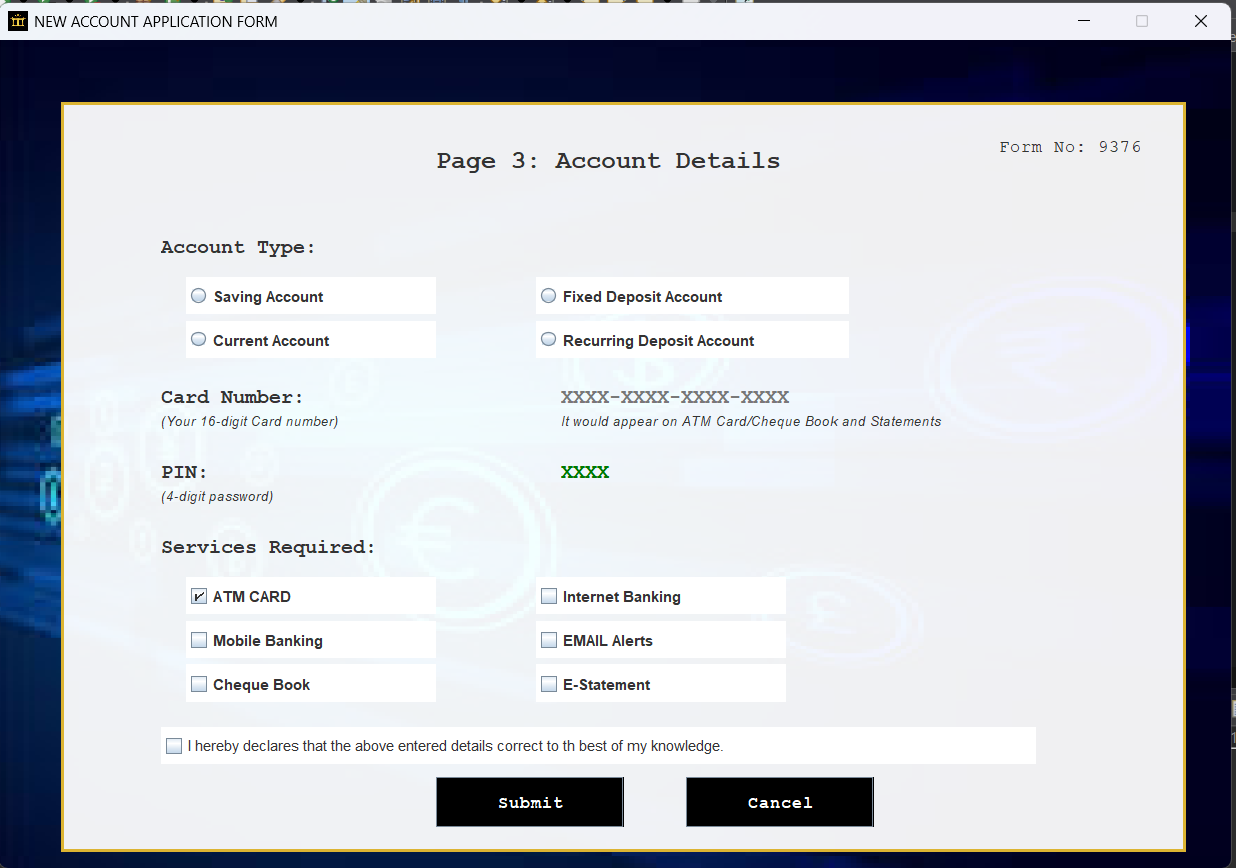 NEW ACCOUNT APPLICATION FORM
Form No: 9376
Page 3: Account Details
Account Type:
Saving Account Fixed Deposit Account
Current Account Recurring Deposit Account
Card Number: XXXX-XXXX-XXXX-XXXX
(Your 16-digit Card number) It would appear on ATM Card/Cheque Book and Statements
PIN: XXXX
(4-digit password)
Services Required:
ATM CARD Internet Banking
Mobile Banking EMAIL Alerts
Cheque Book E-Statement
I hereby declares that the above entered details correct to th best of my knowledge.
Submit Cancel